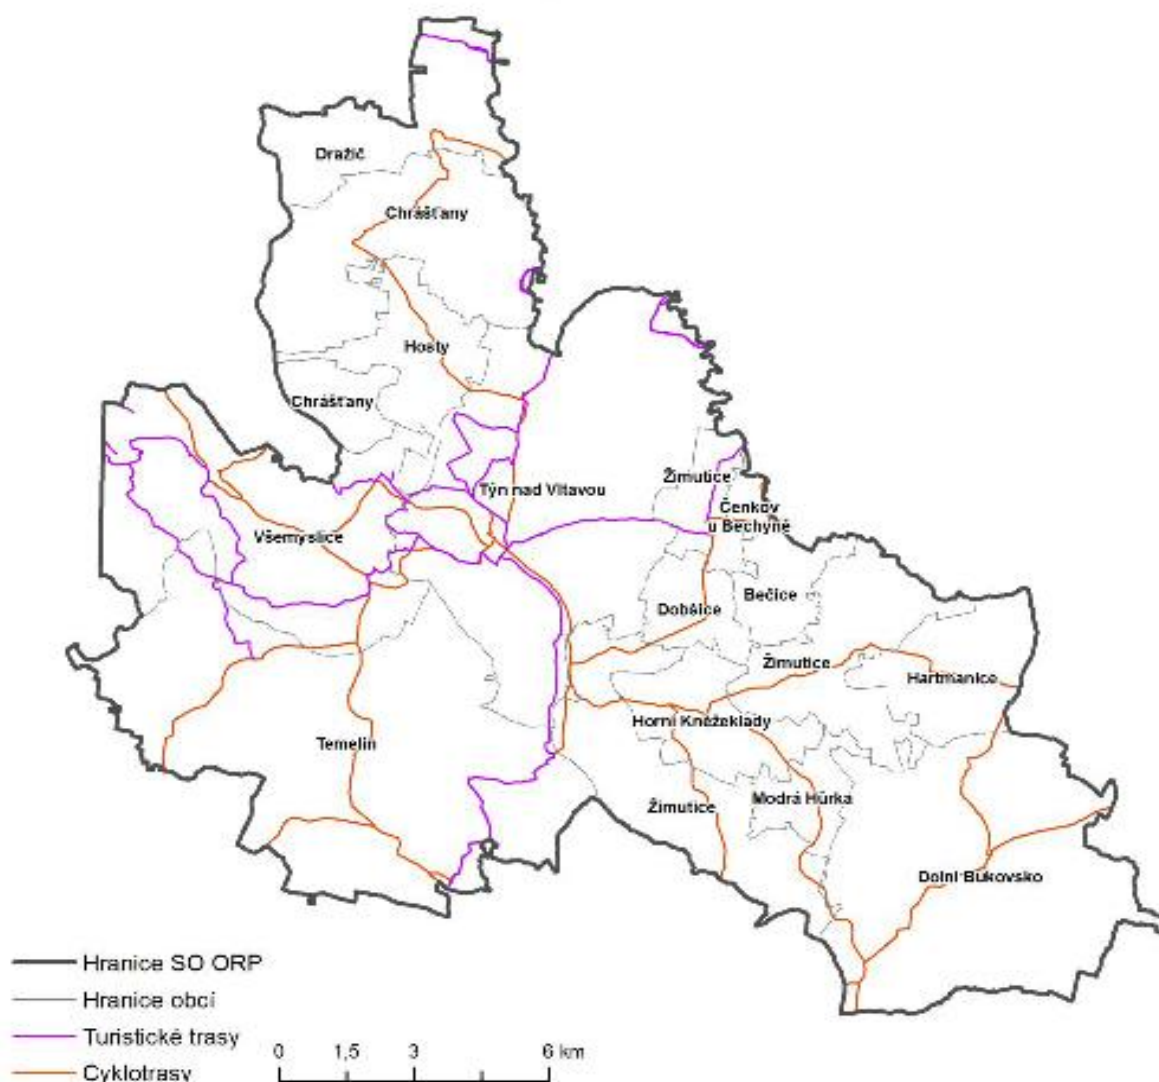 Dražíč
Chrášťany
Hosty
Chrášťany
Žimutice
Týn nad Vltavou
Čenkov
u Bechyně
Všemyslice
Bečice
Dobšice
Žimutice
Hartmanice
Horní Kněžeklady
Temelín
Modrá Hůrka
Žimutice
Dolní Bukovsko
Hranice SO ORP
Hranice obcí
Turistické trasy
0 1,5 3 6 km
Cyklotrasy